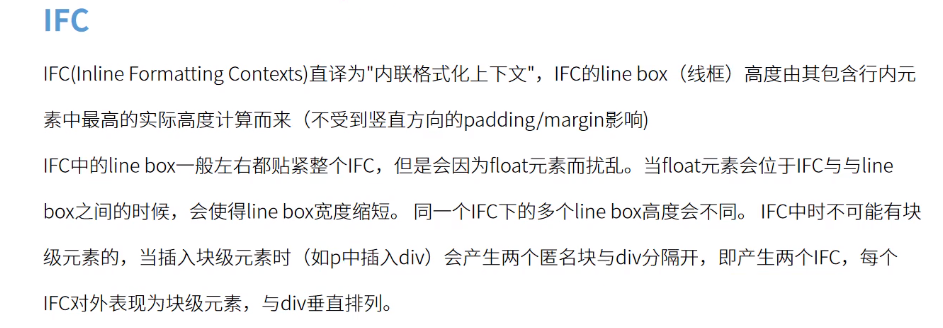 IFC
IFC(Inline Formatting Contexts)直译为"内联格式化上下文"，IFC的line box（线框）高度由其包含行内元
素中最高的实际高度计算而来（不受到竖直方向的padding/margin影响)
IFC中的line box一般左右都贴紧整个IFC，但是会因为float元素而扰乱。当float元素会位于IFC与与line
box之间的时候，会使得line box宽度缩短。 同一个IFC下的多个line box高度会不同。 IFC中时不可能有块
级元素的，当插入块级元素时（如p中插入div）会产生两个匿名块与div分隔开，即产生两个IFC，每个
IFC对外表现为块级元素，与div垂直排列。